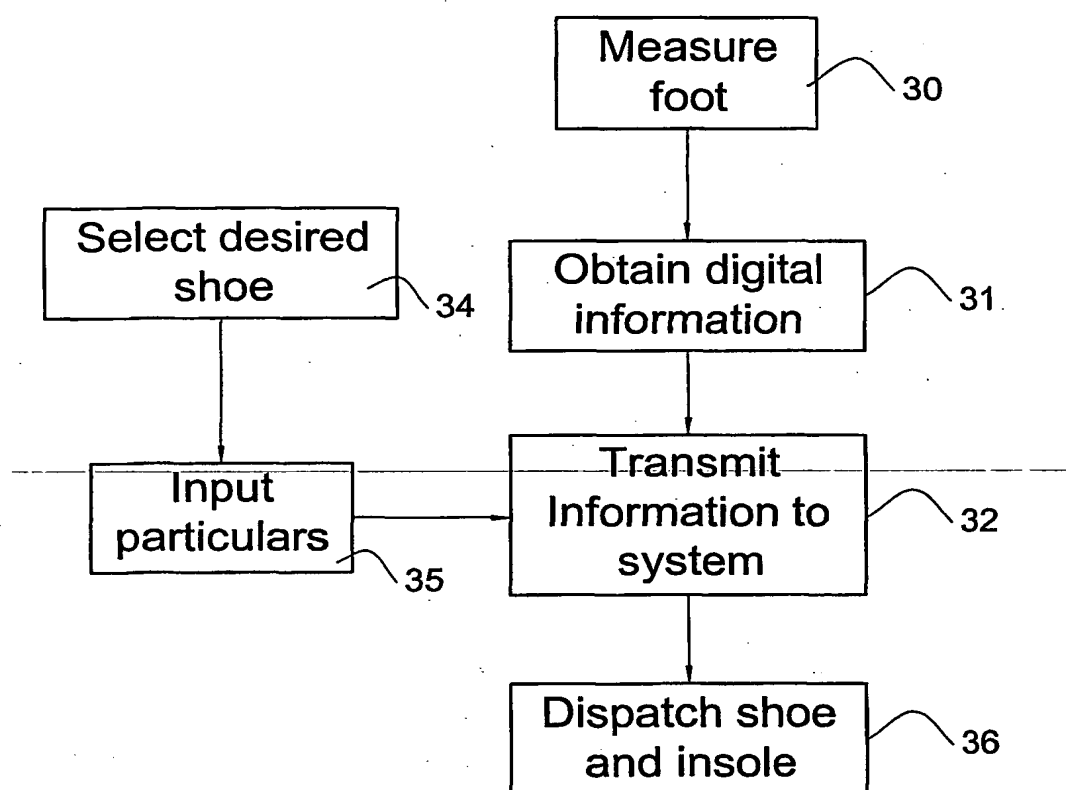 Measure
foot
30
Select desired
shoe
34
Obtain digital
information
31
Input
particulars
35
Transmit
Information to
system
32
Dispatch shoe
and insole
36